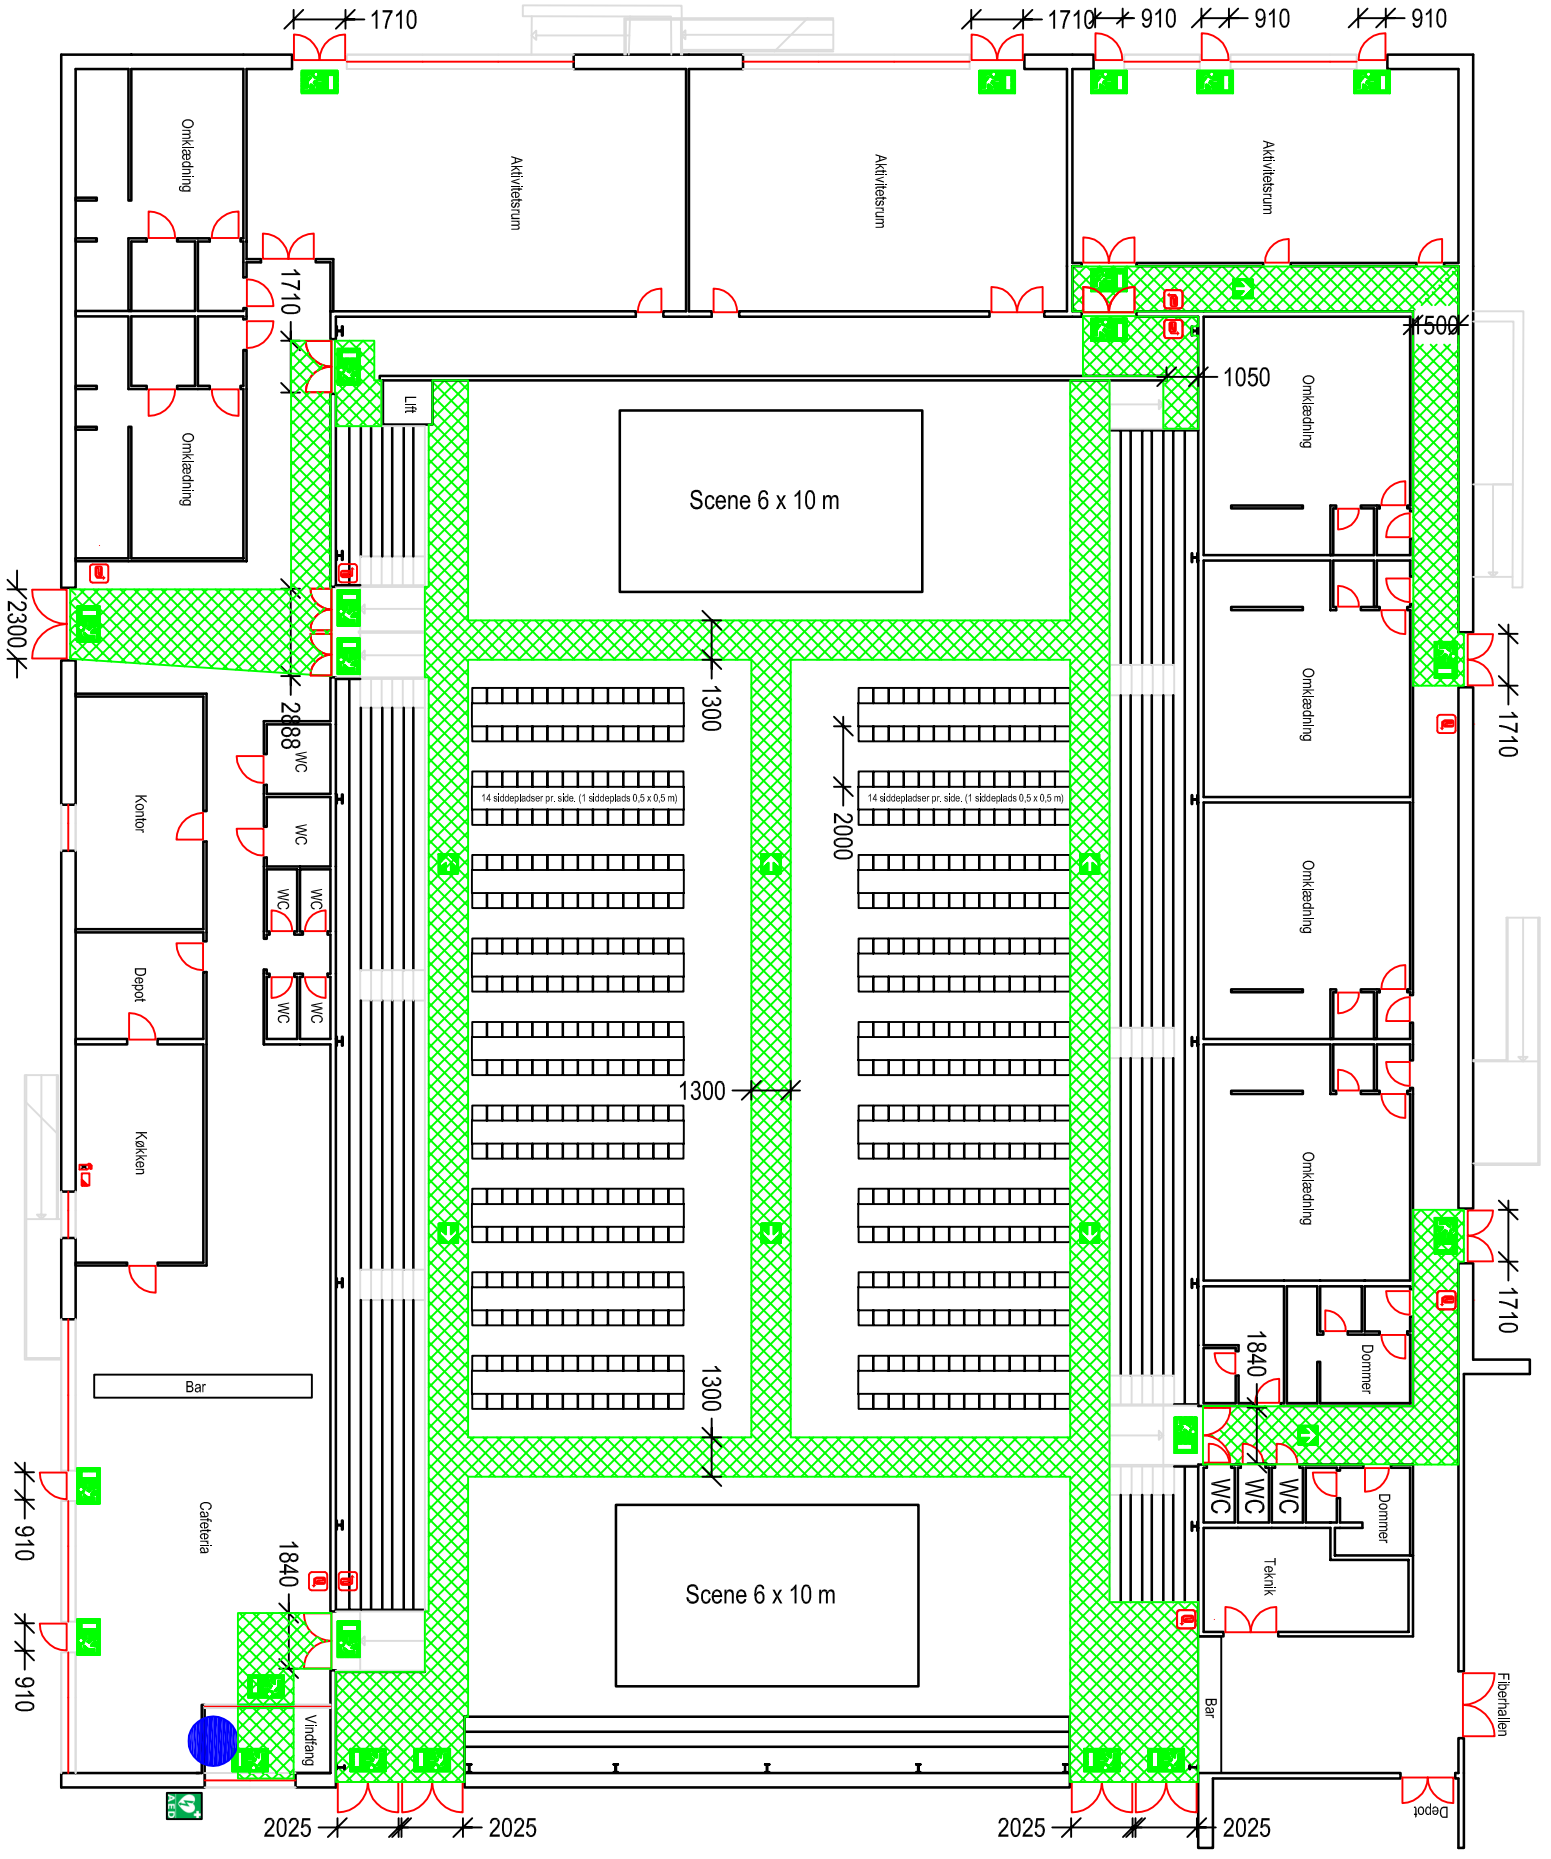 1710
1710
910
910
910
Omklædning
Aktivitetsrum
Aktivitetsrum
Aktivitetsrum
1710
1500
1050
Lift
Omklædning
Omklædning
Scene 6 x 10 m
2300
2888
1300
Omklædning
1710
WC
Kontor
WC
14 siddepladser pr. side. (1 siddeplads 0,5 x 0,5 m)
14 siddepladser pr. side. (1 siddeplads 0,5 x 0,5 m)
2000
WC
WC
Omklædning
Depot
WC
WC
1300
Køkken
Omklædning
1710
Bar
1300
1840
Dommer
910
Cafeteria
WC
WC
WC
Dommer
1840
Teknik
Scene 6 x 10 m
910
Vindfang
Bar
Fiberhallen
AED
Depot
2025
2025
2025
2025